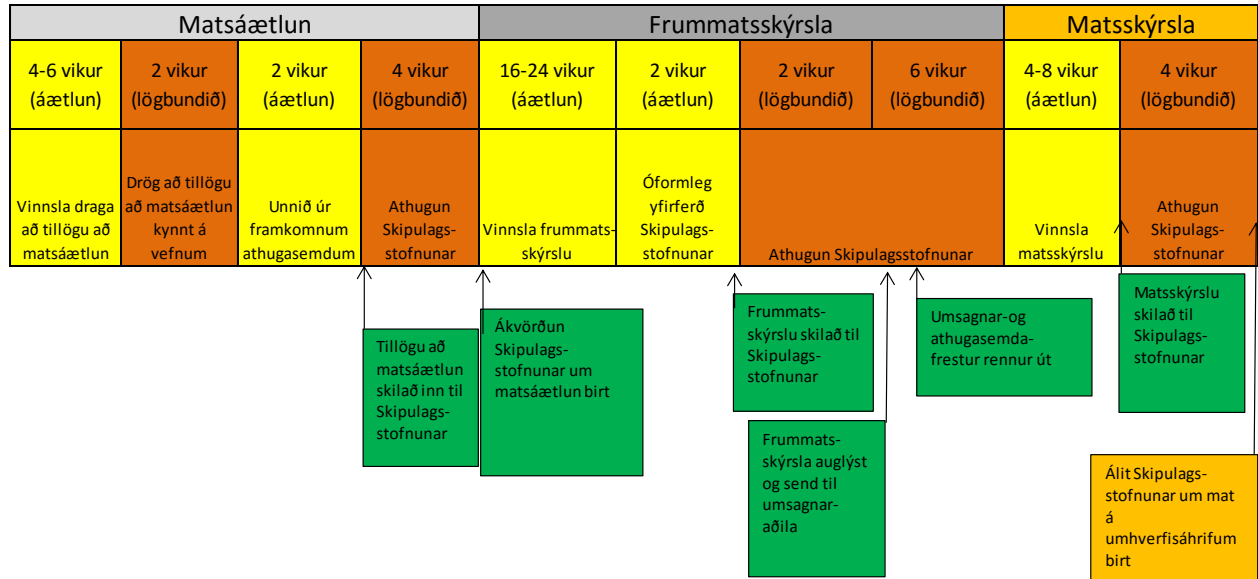 Matsáætlun
Frummatsskýrsla
Matsskýrsla
4-6 vikur
(áætlun)
2 vikur
(lögbundið)
2 vikur
(áætlun)
4 vikur
(lögbundið)
16-24 vikur
(áætlun)
2 vikur
(áætlun)
2 vikur
(lögbundið)
6 vikur
(lögbundið)
4-8 vikur
(áætlun)
4 vikur
(lögbundið)
Vinnsla draga
að tillögu að
matsáætlun
Drög að tillögu
að matsáætlun
kynnt á
vefnum
Unnið úr
framkomnum
athugasemdum
Athugun
Skipulags-
stofnunar
Vinnsla frummats-
skýrslu
Óformleg
yfirferð
Skipulags-
stofnunar
Athugun Skipulagsstofnunar
Vinnsla
matsskýrslu
Athugun
Skipulags-
stofnunar
Tillögu að
matsáætlun
skilað inn til
Skipulags-
stofnunar
Ákvörðun
Skipulags-
stofnunar um
matsáætlun birt
Frummats-
skýrslu skilað til
Skipulags-
stofnunar
Frummats-
skýrsla auglýst
og send til
umsagnar-
aðila
Umsagnar-og
athugasemda-
frestur rennur út
Matsskýrslu
skilað til
Skipulags-
stofnunar
Álit Skipulags-
stofnunar um mat
á
umhverfisáhrifum
birt